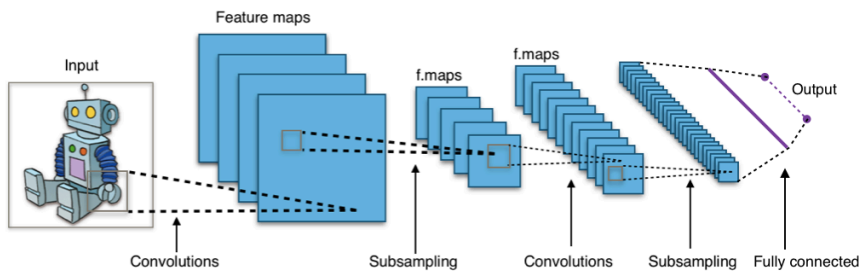 Feature maps
Input
f.maps
f.maps
Output
Convolutions
Subsampling
Convolutions
Subsampling
Fully connected